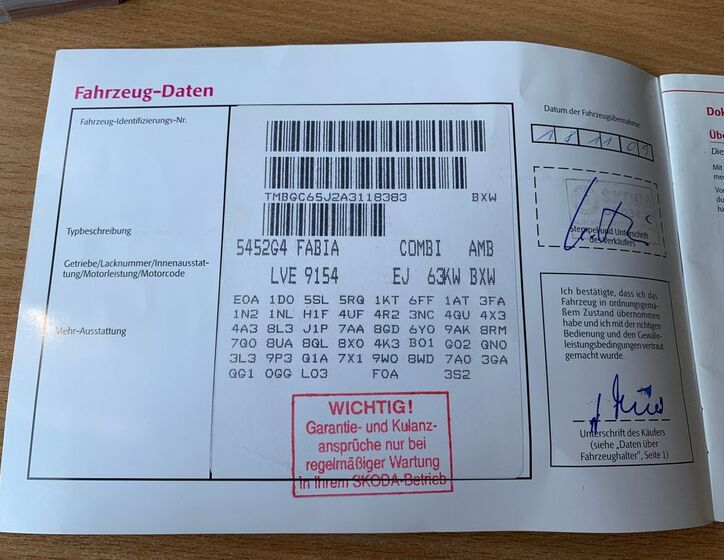 Fahrzeug-Daten
Fahrzeug-Identifizierungs-Nr.
TMBGC65J2A3118383 BXW
Typbeschreibung
5452G4 FABIA COMBI AMB
Getriebe/Lacknummer/Innenausstat-
tung/Motorleistung/Motorcode
LVE 9154 EJ 63KW BXW
Mehr-Ausstattung
E0A 1D0 5SL 5RQ 1KT 6FF 1AT 3FA
1N2 1NL H1F 4UF 4R2 3NC 4QU 4X3
4A3 8L3 J1P 7AA 8GD 6Y0 9AK 8RM
7Q0 8UA 8QL 8X0 4K3 B01 G02 QN0
3L3 9P3 Q1A 7X1 9W0 8WD 7A0 3GA
QG1 0GG L03 F0A 3S2
WICHTIG!
Garantie- und Kulanz-
ansprüche nur bei
regelmäßiger Wartung
in Ihrem SKODA-Betrieb
Datum der Fahrzeugübernahme
1 8 1 1 0 9
Stempel und Unterschrift
des Verkäufers
Ich bestätige, dass ich das
Fahrzeug in ordnungsgemä-
ßem Zustand übernommen
habe und ich mit der richtigen
Bedienung und den Gewähr-
leistungsbedingungen vertraut
gemacht wurde.
Unterschrift des Käufers
(siehe „Daten über
Fahrzeughalter", Seite 1)